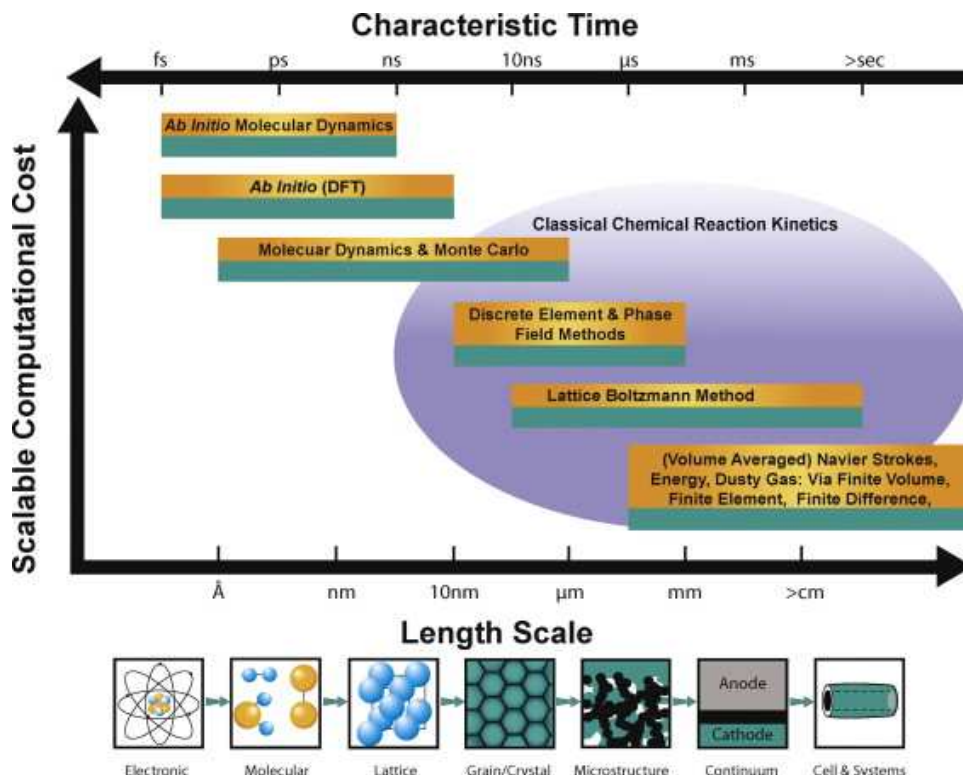 Characteristic Time
fs ps ns 10ns µs ms >sec
Scalable Computational Cost
Ab Initio Molecular Dynamics
Ab Initio (DFT)
Classical Chemical Reaction Kinetics
Molecuar Dynamics & Monte Carlo
Discrete Element & Phase
Field Methods
Lattice Boltzmann Method
(Volume Averaged) Navier Strokes,
Energy, Dusty Gas: Via Finite Volume,
Finite Element, Finite Difference,
Å nm 10nm µm mm >cm
Length Scale
Anode
Cathode
Electronic Molecular Lattice Grain/Crystal Microstructure Continuum Cell & Systems